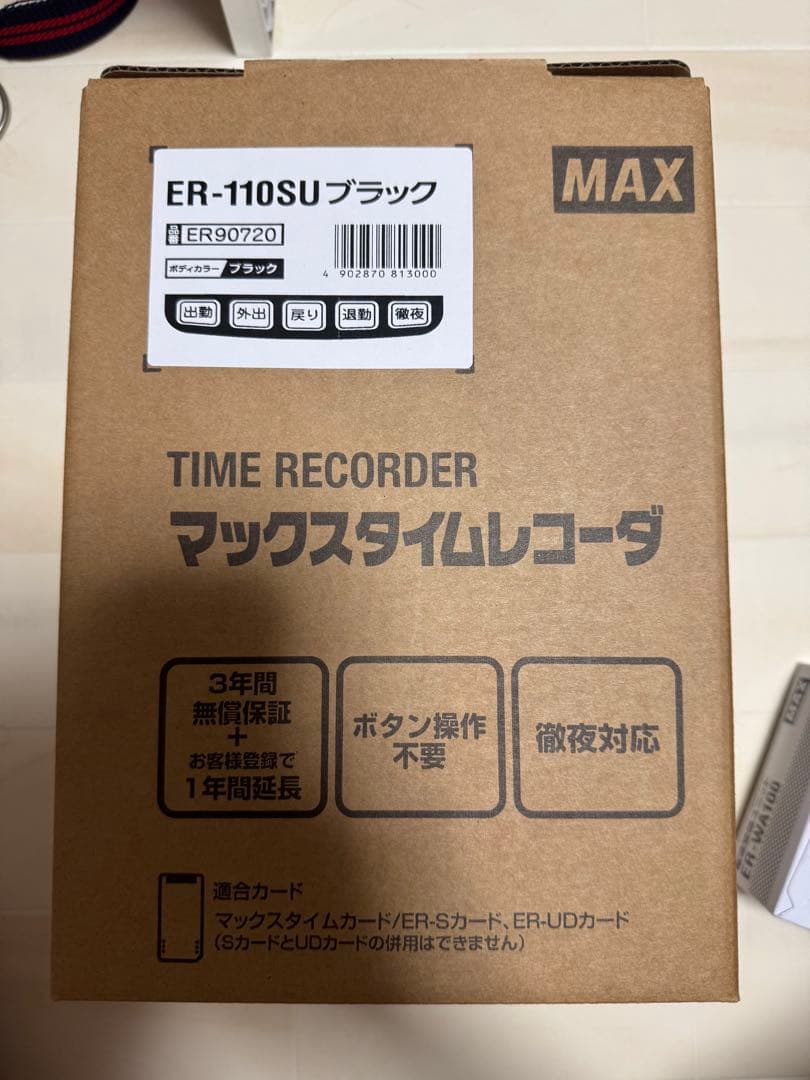 ER-110SU ブラック
MAX
品番 ER90720
4 902870 813000
ボディカラー ブラック
出勤 外出 戻り 退勤 徹夜
TIME RECORDER
マックスタイムレコーダ
3年間
無償保証
+
お客様登録で
1年間延長
ボタン操作
不要
徹夜対応
適合カード
マックスタイムカード/ER-Sカード、ER-UDカード
(SカードとUDカードの併用はできません)
MAX
ER-WA100